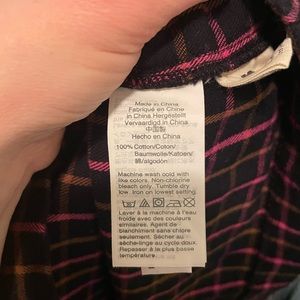 Made in China
Fabriqué en Chine
in China Hergestellt
Vervaardigd in China
中国製
Hecho en China
100% Cotton/Coton/
Baumwolle/Katoen/
綿/algodón
Machine wash cold with
like colors. Non-chlorine
bleach only. Tumble dry
low. Iron on lowest setting.
Laver à la machine à l'eau
froide avec des couleurs
similaires. Agent de
blanchiment sans chlore
seulement. Sécher au
sèche-linge au cycle doux.
Repasser à la plus basse
température.